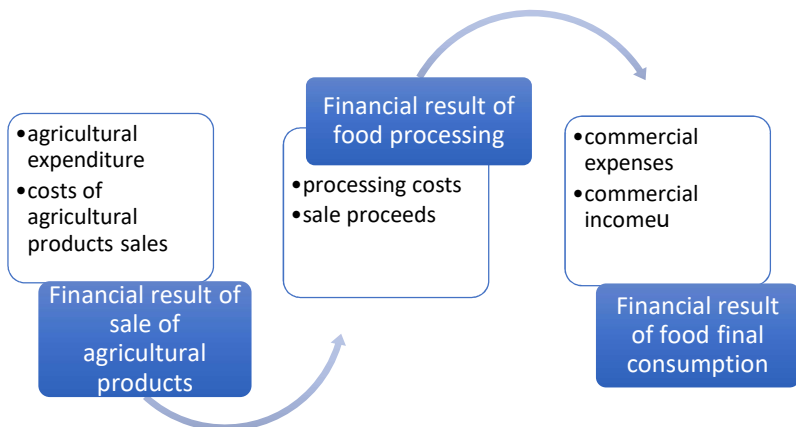 •agricultural
expenditure
•costs of
agricultural
products sales
Financial result of
sale of
agricultural
products
Financial result of
food processing
•processing costs
•sale proceeds
•commercial
expenses
•commercial
incomeu
Financial result
of food final
consumption